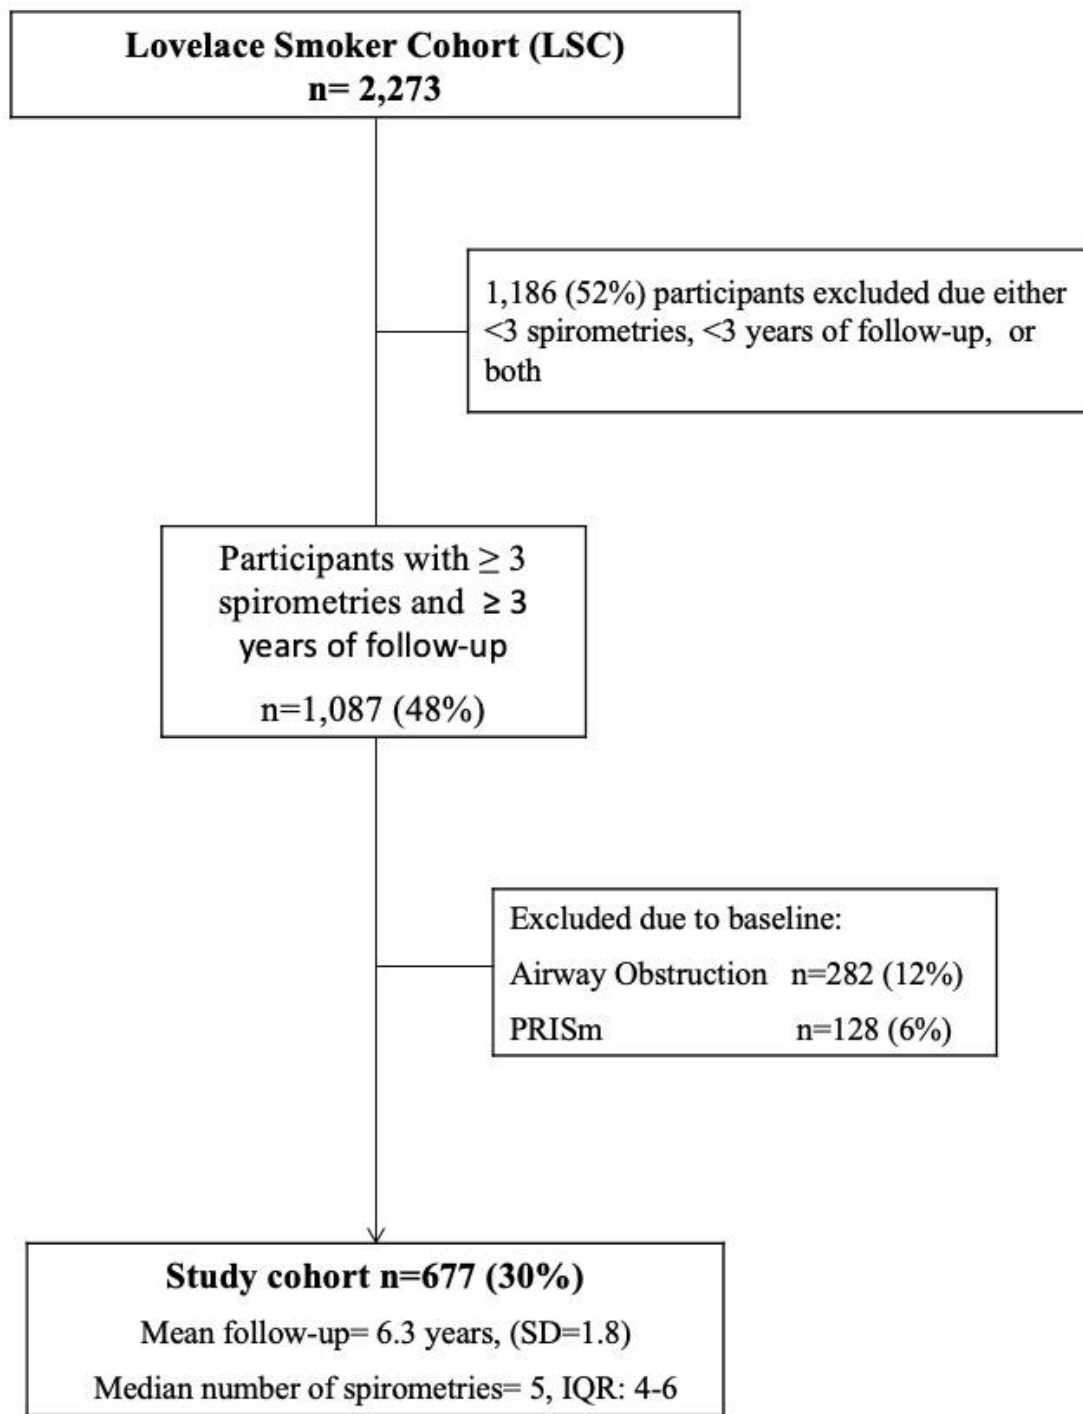 Lovelace Smoker Cohort (LSC)
n= 2,273
1,186 (52%) participants excluded due either
<3 spirometries, <3 years of follow-up, or
both
Participants with ≥ 3
spirometries and ≥ 3
years of follow-up
n=1,087 (48%)
Excluded due to baseline:
Airway Obstruction n=282 (12%)
PRISm n=128 (6%)
Study cohort n=677 (30%)
Mean follow-up= 6.3 years, (SD=1.8)
Median number of spirometries= 5, IQR: 4-6